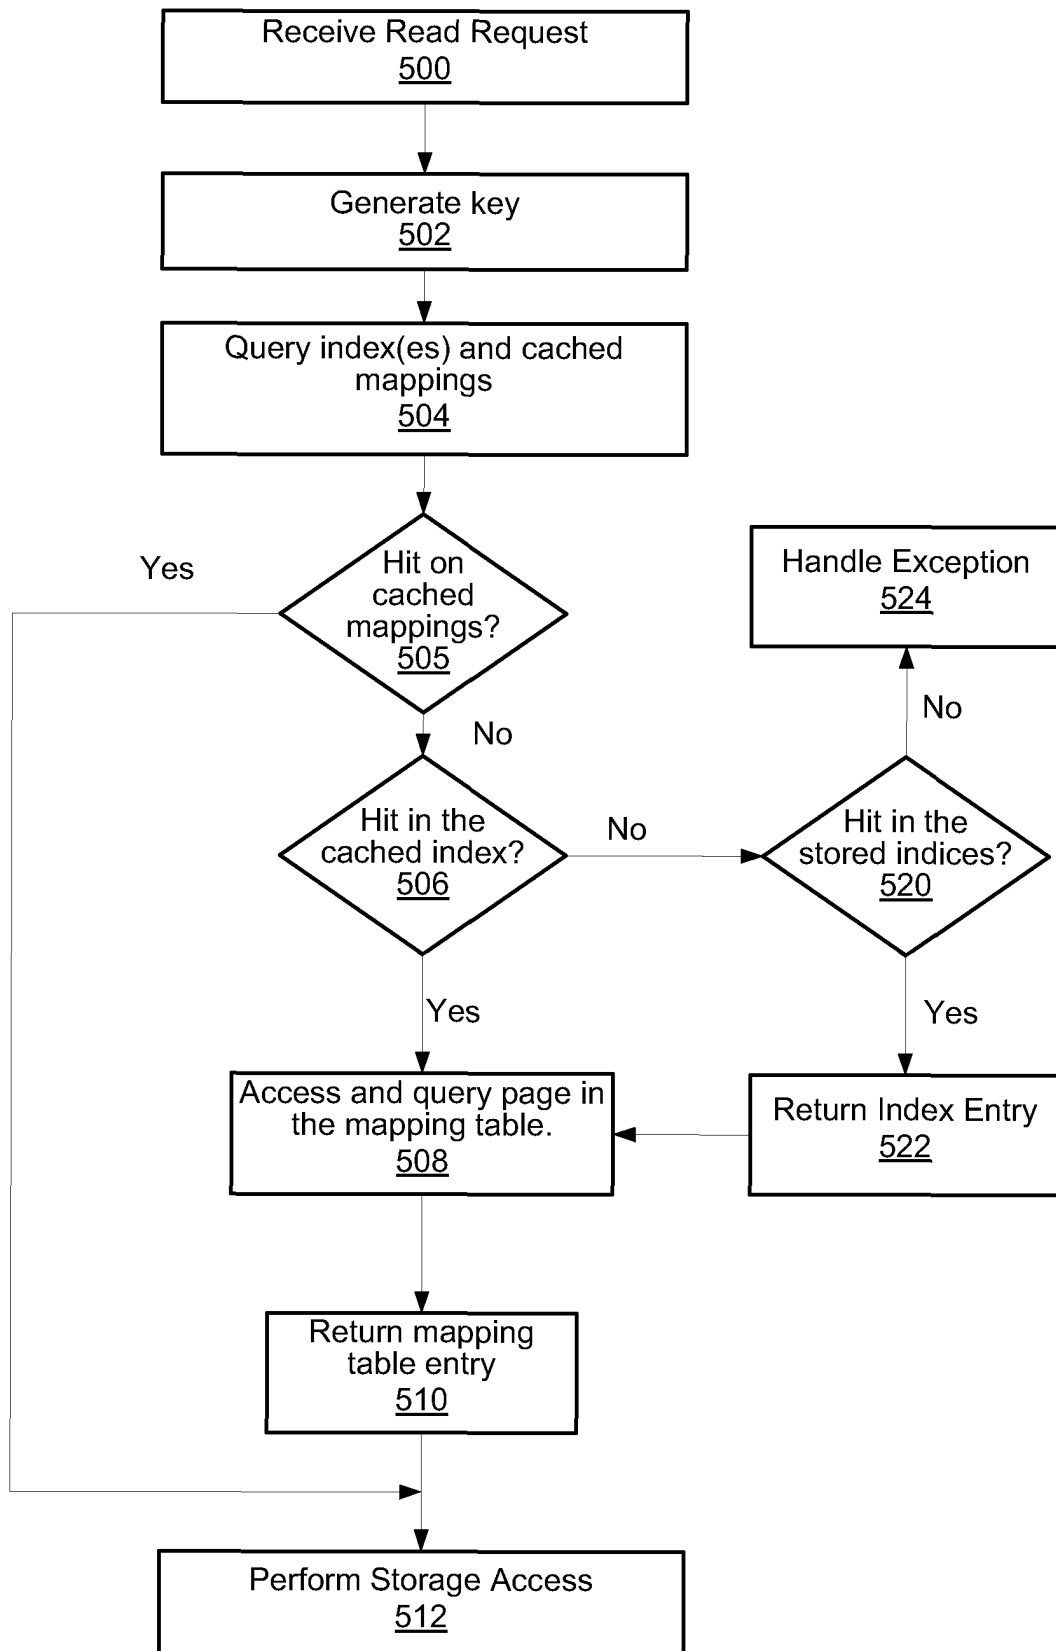 Receive Read Request
500
Generate key
502
Query index(es) and cached
mappings
504
Yes
Hit on
cached
mappings?
505
Handle Exception
524
No
No
Hit in the
cached index?
506
No
Hit in the
stored indices?
520
Yes
Yes
Access and query page in
the mapping table.
508
Return Index Entry
522
Return mapping
table entry
510
Perform Storage Access
512